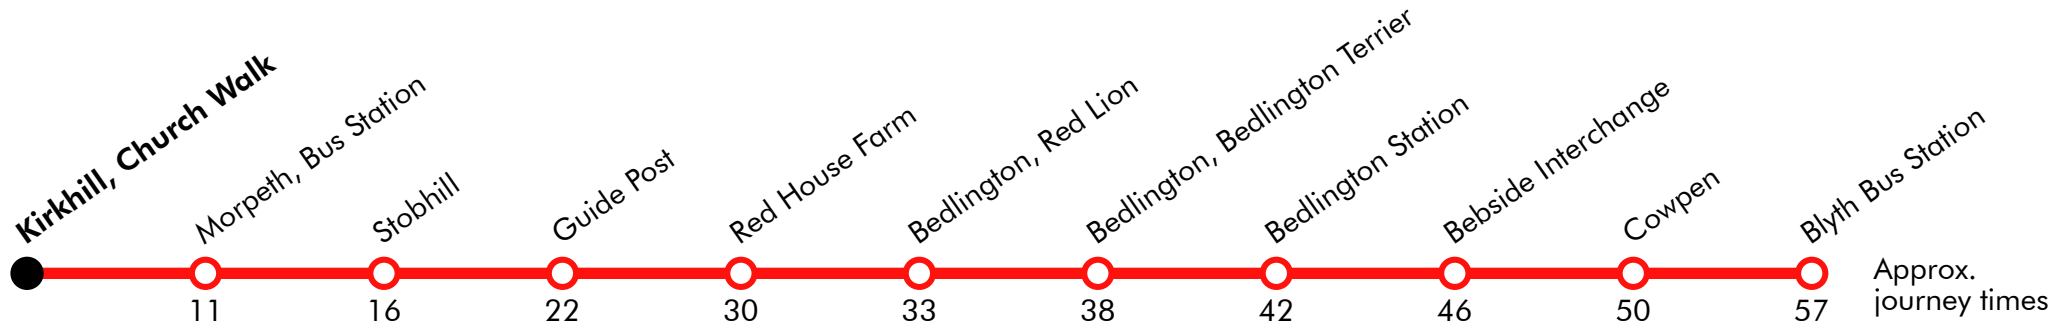 Kirkhill, Church Walk
Morpeth, Bus Station
Stobhill
Guide Post
Red House Farm
Bedlington, Red Lion
Bedlington, Bedlington Terrier
Bedlington Station
Bebside Interchange
Cowpen
Blyth Bus Station
Approx.
journey times
11 16 22 30 33 38 42 46 50 57